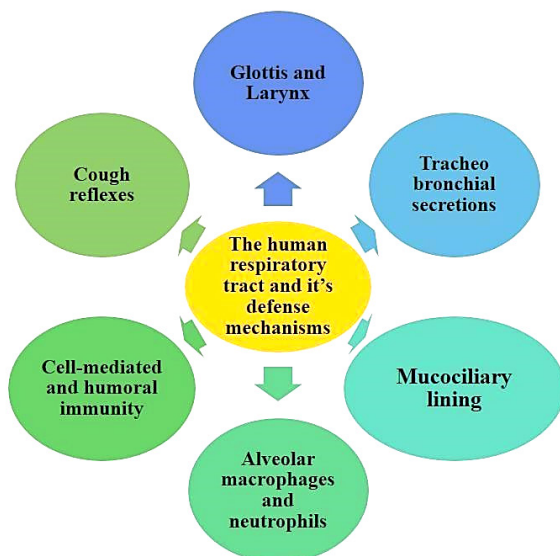 Glottis and
Larynx
Cough
reflexes
Tracheo
bronchial
secretions
The human
respiratory
tract and it's
defense
mechanisms
Cell-mediated
and humoral
immunity
Mucociliary
lining
Alveolar
macrophages
and
neutrophils